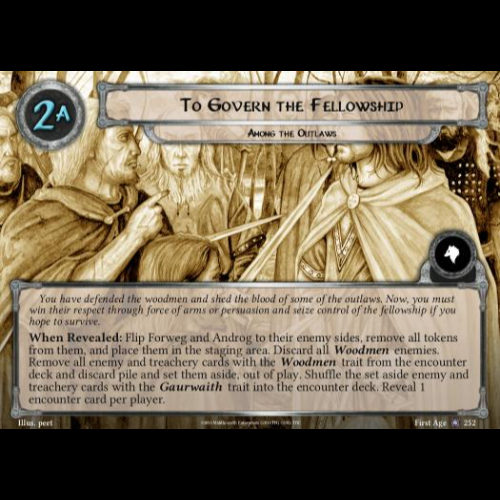 2A
To Govern the Fellowship
Among the Outlaws
You have defended the woodmen and shed the blood of some of the outlaws. Now, you must
win their respect through force of arms or persuasion and seize control of the fellowship if you
hope to survive.
When Revealed: Flip Forweg and Androg to their enemy sides, remove all tokens
from them, and place them in the staging area. Discard all Woodmen enemies.
Remove all enemy and treachery cards with the Woodmen trait from the encounter
deck and discard pile and set them aside, out of play. Shuffle the set aside enemy and
treachery cards with the Gaurwaith trait into the encounter deck. Reveal 1
encounter card per player.
Illus. peet
First Age 252